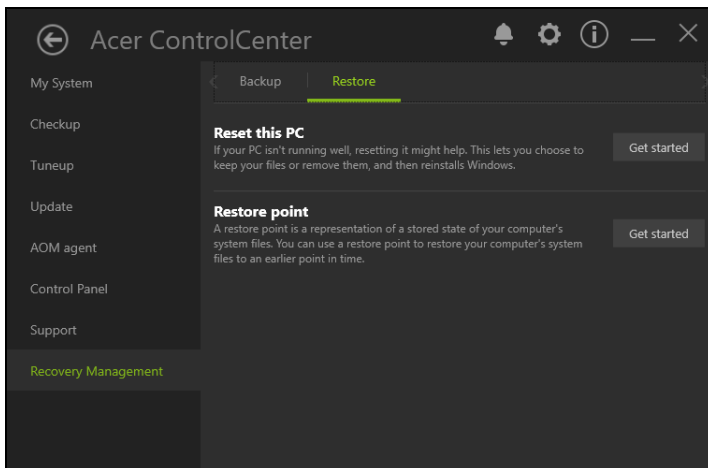 Acer ControlCenter
My System
Checkup
Tuneup
Update
AOM agent
Control Panel
Support
Recovery Management
Backup
Restore
Reset this PC
If your PC isn't running well, resetting it might help. This lets you choose to
keep your files or remove them, and then reinstalls Windows.
Get started
Restore point
A restore point is a representation of a stored state of your computer's
system files. You can use a restore point to restore your computer's system
files to an earlier point in time.
Get started